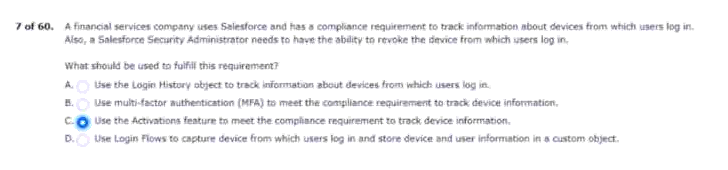 7 of 60. A financial services company uses Salesforce and has a compliance requirement to track information about devices from which users log in.
Also, a Salesforce Security Administrator needs to have the ability to revoke the device from which users log in.
What should be used to fulfill this requirement?
A. Use the Login History object to track information about devices from which users log in.
B. Use multi-factor authentication (MFA) to meet the compliance requirement to track device information.
C. Use the Activations feature to meet the compliance requirement to track device information.
D. Use Login Flows to capture device from which users log in and store device and user information in a custom object.